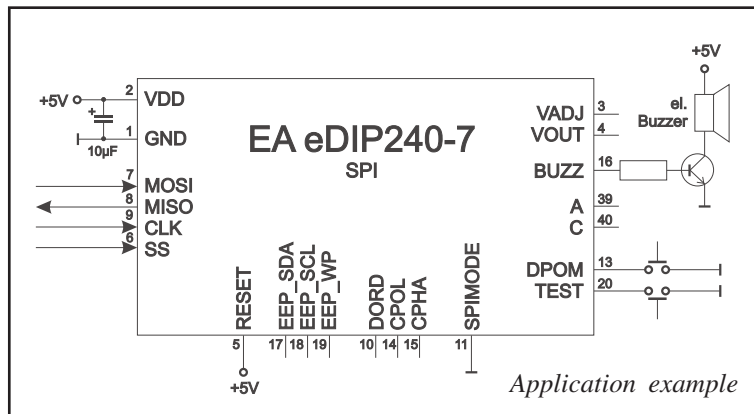 +5V
2
VDD
+
10µF
1
GND
7
MOSI
8
MISO
9
CLK
6
SS
EA eDIP240-7
SPI
VADJ
3
VOUT
4
BUZZ
16
A
39
C
40
DPOM
13
TEST
20
+5V
el.
Buzzer
RESET
5
+5V
EEP_SDA
17
EEP_SCL
18
EEP_WP
19
DORD
10
CPOL
14
CPHA
15
SPIMODE
11
Application example